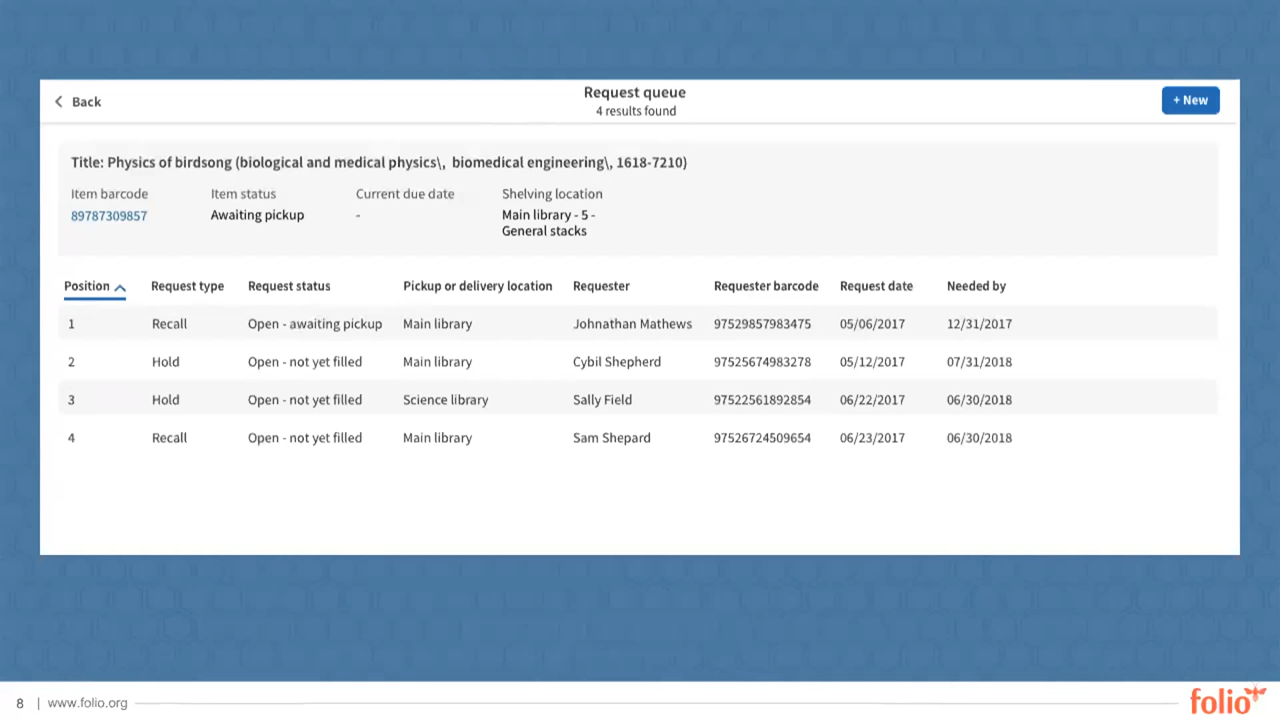 Back
Request queue
4 results found
+ New
Title: Physics of birdsong (biological and medical physics\, biomedical engineering\, 1618-7210)
Item barcode Item status Current due date Shelving location
89787309857 Awaiting pickup - Main library - 5 -
General stacks
Position Request type Request status Pickup or delivery location Requester Requester barcode Request date Needed by
1 Recall Open - awaiting pickup Main library Johnathan Mathews 97529857983475 05/06/2017 12/31/2017
2 Hold Open - not yet filled Main library Cybil Shepherd 97525674983278 05/12/2017 07/31/2018
3 Hold Open - not yet filled Science library Sally Field 97522561892854 06/22/2017 06/30/2018
4 Recall Open - not yet filled Main library Sam Shepard 97526724509654 06/23/2017 06/30/2018
8 | www.folio.org
folio